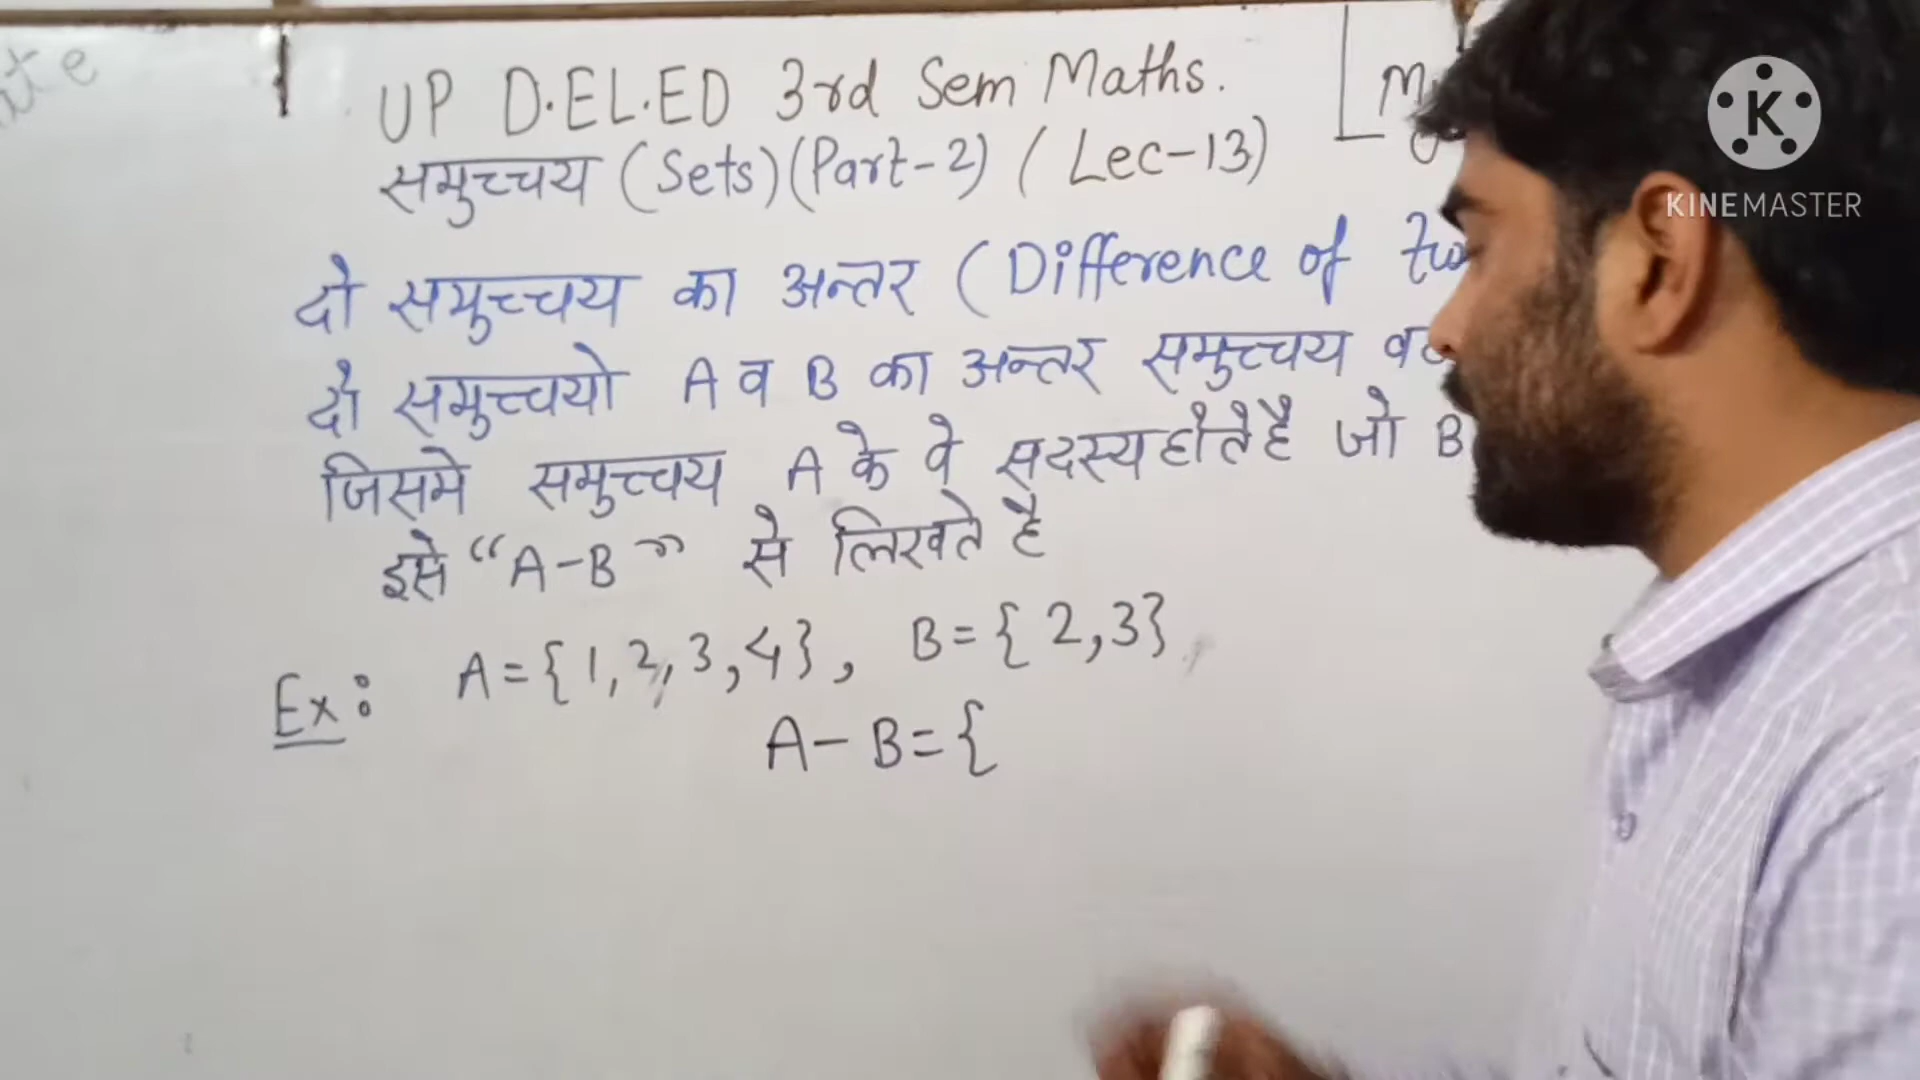 UP D.EL.ED 3rd Sem Maths.
समुच्चय (Sets)(Part-2) (Lec-13)
दो समुच्चय का अन्तर (Difference of
दो समुच्चयो A व B का अन्तर समुच्चय
जिसमे समुच्चय A के वे सदस्य होते है जो B
इसे “A-B” से लिखते है
Ex: A={1,2,3,4}, B={2,3}
A-B={
KINEMASTER